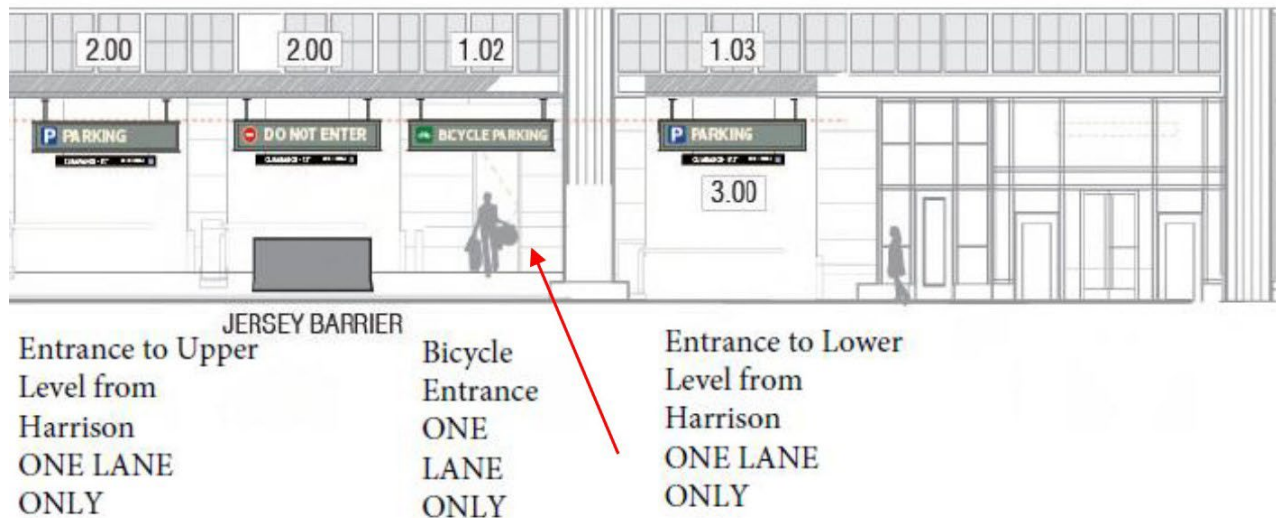 2.00
2.00
1.02
1.03
P PARKING
DO NOT ENTER
BICYCLE PARKING
P PARKING
3.00
JERSEY BARRIER
Entrance to Upper
Level from
Harrison
ONE LANE
ONLY
Bicycle
Entrance
ONE
LANE
ONLY
Entrance to Lower
Level from
Harrison
ONE LANE
ONLY